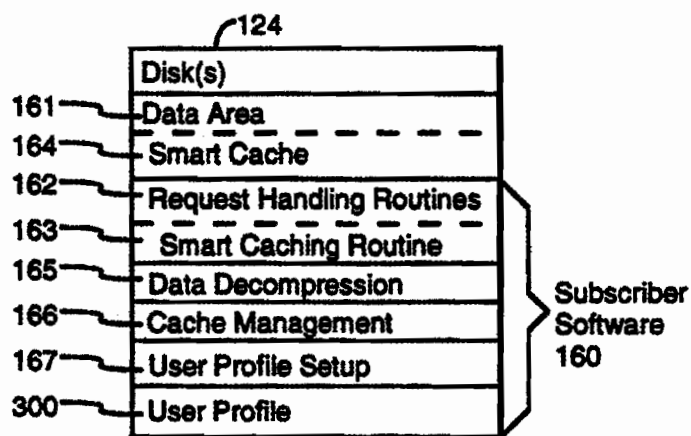 124
Disk(s)
161 Data Area
164 Smart Cache
162 Request Handling Routines
163 Smart Caching Routine
165 Data Decompression
166 Cache Management
167 User Profile Setup
300 User Profile
Subscriber
Software
160